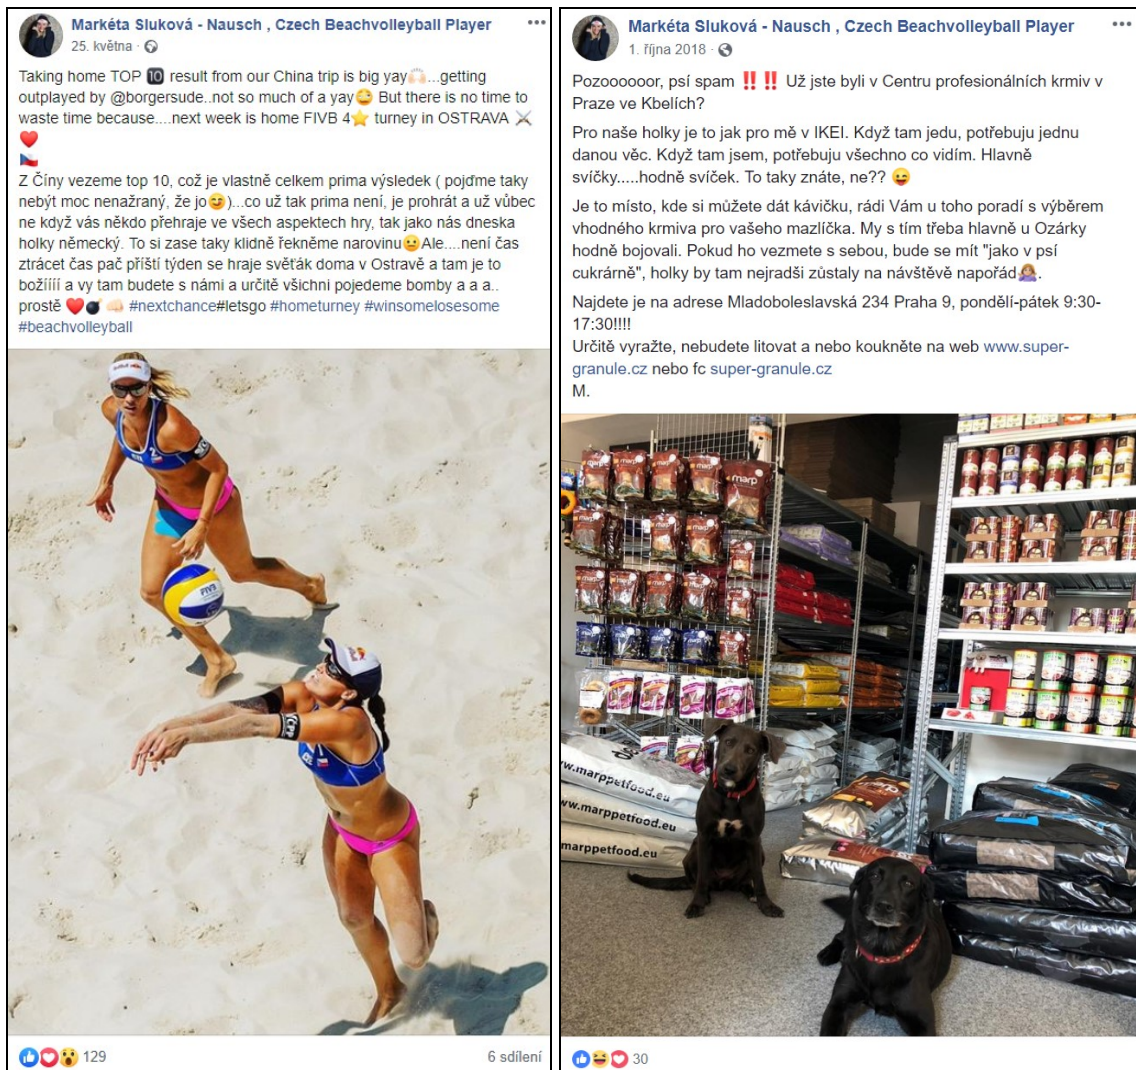 Markéta Sluková - Nausch , Czech Beachvolleyball Player
25. května ·
Taking home TOP 🔟 result from our China trip is big yay🙌🏻...getting
outplayed by @borgersude..not so much of a yay🙄 But there is no time to
waste time because....next week is home FIVB 4⭐ turney in OSTRAVA ⚔️
❤️
🇨🇿
Z Číny vezeme top 10, což je vlastně celkem prima výsledek ( pojďme taky
nebýt moc nenažraný, že jo😏)...co už tak prima není, je prohrát a už vůbec
ne když vás někdo přehraje ve všech aspektech hry, tak jako nás dneska
holky německý. To si zase taky klidně řekněme narovinu😐Ale....není čas
ztrácet čas pač příští týden se hraje světák doma v Ostravě a tam je to
božíííí a vy tam budete s námi a určitě všichni pojedeme bomby a a a..
prostě ❤️💣👊🏻 #nextchance#letsgo #hometurney #winsomelosesome
#beachvolleyball
Red Bull
2
CZE
FIVB
129
6 sdílení
Markéta Sluková - Nausch , Czech Beachvolleyball Player
1. října 2018 ·
Pozoooooor, psí spam ‼️‼️ Už jste byli v Centru profesionálních krmiv v
Praze ve Kbelích?
Pro naše holky je to jak pro mě v IKEI. Když tam jedu, potřebuju jednu
danou věc. Když tam jsem, potřebuju všechno co vidím. Hlavně
svíčky.....hodně svíček. To taky znáte, ne?? 😜
Je to místo, kde si můžete dát kávičku, rádi Vám u toho poradí s výběrem
vhodného krmiva pro vašeho mazlíčka. My s tím třeba hlavně u Ozárky
hodně bojovali. Pokud ho vezmete s sebou, bude se mít "jako v psí
cukrárně", holky by tam nejradši zůstaly na návštěvě napořád🤷🏼‍♀️.
Najdete je na adrese Mladoboleslavská 234 Praha 9, pondělí-pátek 9:30-
17:30!!!!
Určitě vyražte, nebudete litovat a nebo koukněte na web www.super-
granule.cz nebo fc super-granule.cz
M.
marp
marp
marp
marp
marp
www.marppetfood.eu
www.marppetfood.eu
marppetfood.eu
marp
30